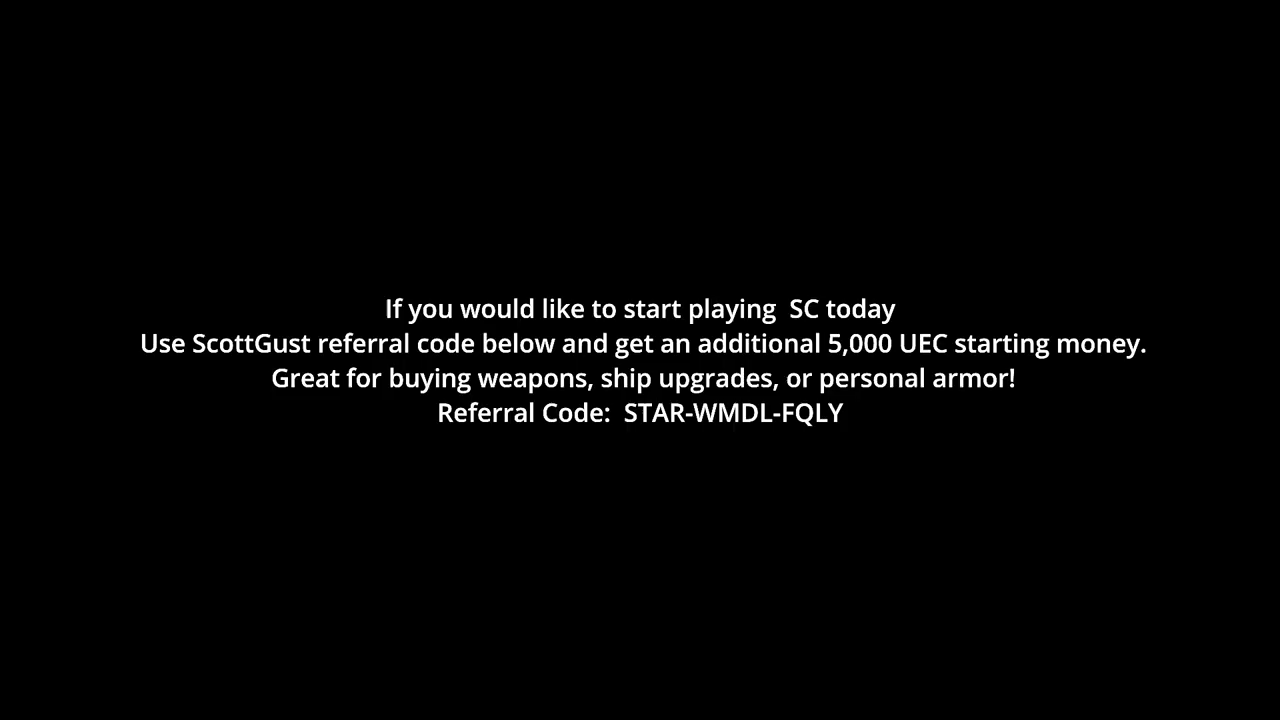 If you would like to start playing  SC today
Use ScottGust referral code below and get an additional 5,000 UEC starting money.
Great for buying weapons, ship upgrades, or personal armor!
Referral Code:  STAR-WMDL-FQLY